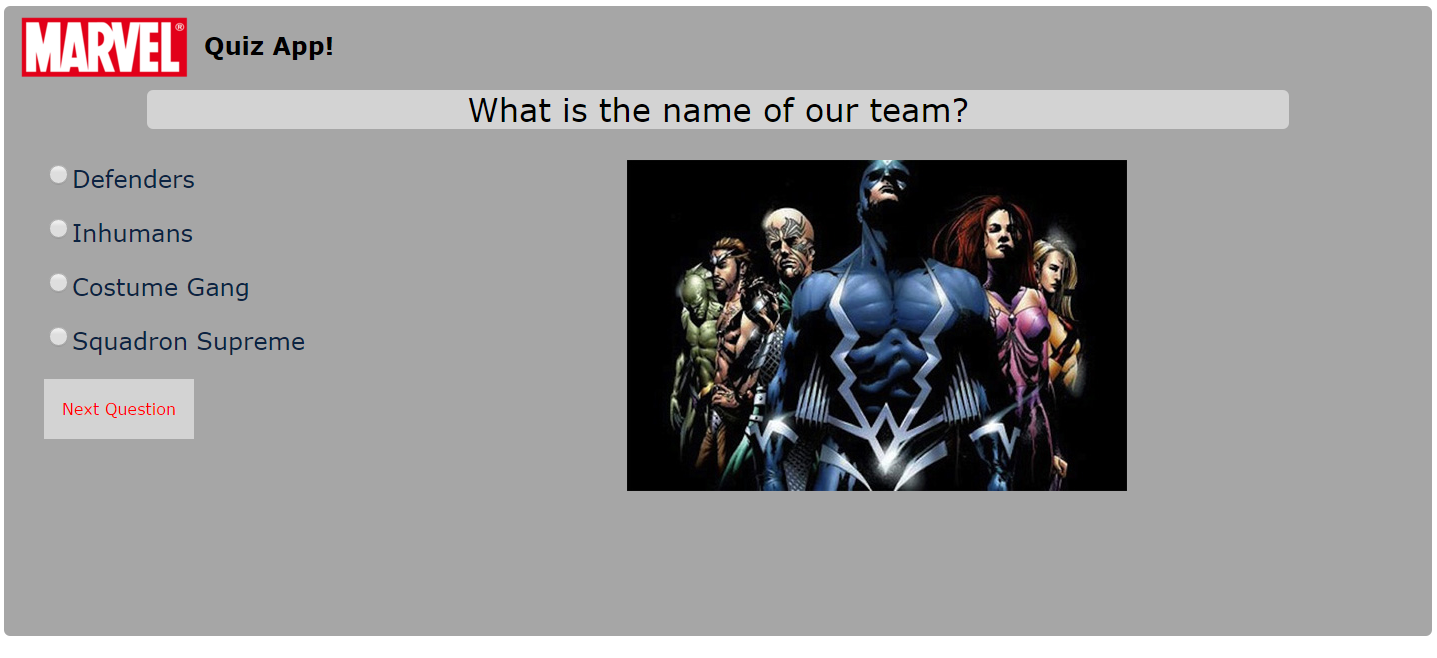 MARVEL® Quiz App!
What is the name of our team?
Defenders
Inhumans
Costume Gang
Squadron Supreme
Next Question